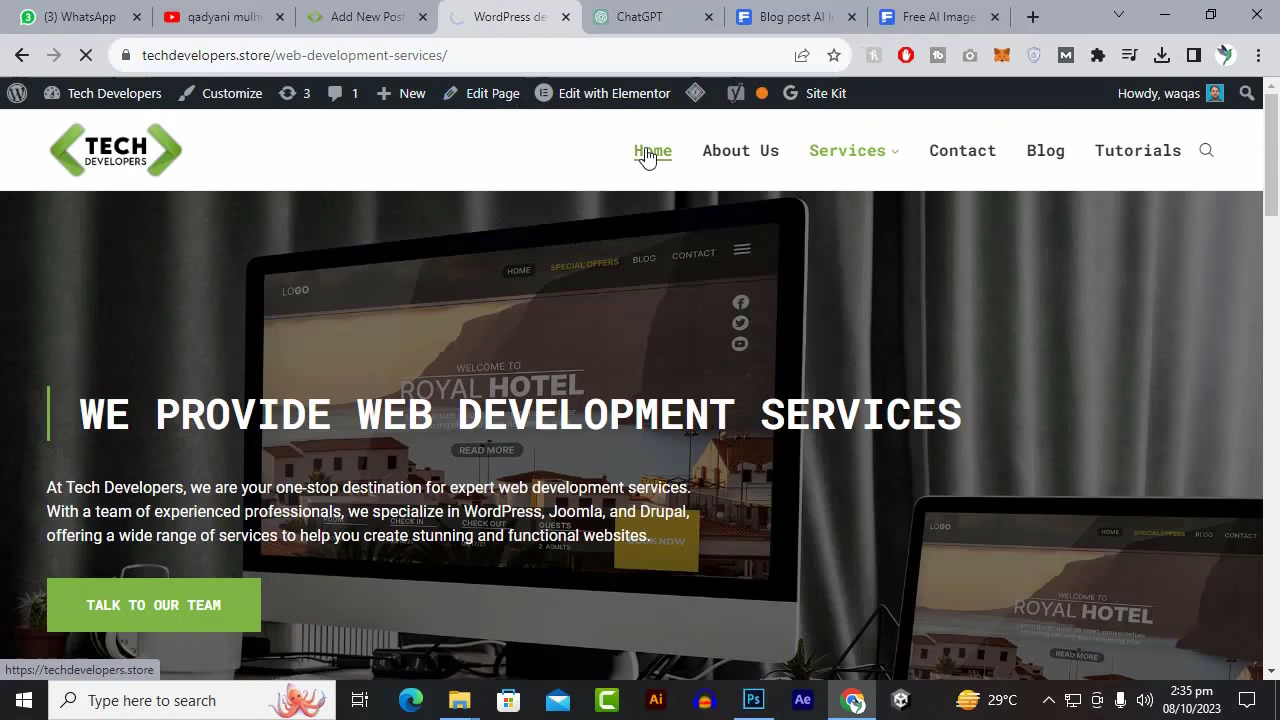 WhatsApp
qadyani mulh
Add New Post
WordPress de
ChatGPT
Blog post AI I
Free AI Image
techdevelopers.store/web-development-services/
Tech Developers
Customize
3
1
New
Edit Page
Edit with Elementor
Site Kit
Howdy, waqas
TECH
DEVELOPERS
Home
About Us
Services
Contact
Blog
Tutorials
LOGO
HOME
SPECIAL OFFERS
BLOG
CONTACT
WELCOME TO
ROYAL HOTEL
READ MORE
WE PROVIDE WEB DEVELOPMENT SERVICES
At Tech Developers, we are your one-stop destination for expert web development services.
With a team of experienced professionals, we specialize in WordPress, Joomla, and Drupal,
offering a wide range of services to help you create stunning and functional websites.
ROOM
CHECK IN
CHECK OUT
GUESTS
2 ADULTS
BOOK NOW
TALK TO OUR TEAM
LOGO
HOME
SPECIAL OFFERS
BLOG
CONTACT
WELCOME TO
ROYAL HOTEL
READ MORE
https://techdevelopers.store
Type here to search
Ai
Ps
Ae
29°C
2:35 pm
08/10/2023